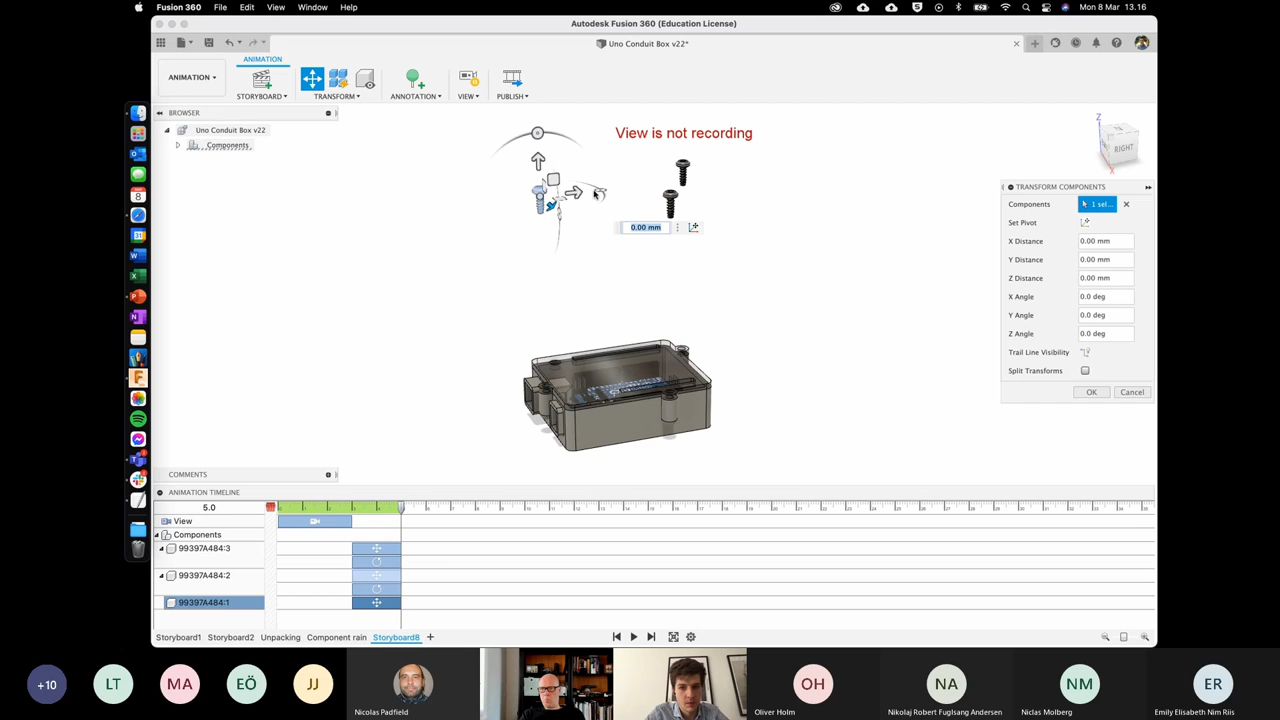 Fusion 360 File Edit View Window Help Mon 8 Mar 13.16
Autodesk Fusion 360 (Education License)
Uno Conduit Box v22*
ANIMATION
ANIMATION
STORYBOARD TRANSFORM ANNOTATION VIEW PUBLISH
BROWSER
Uno Conduit Box v22
Components
View is not recording
Z
RIGHT
X
0.00 mm
TRANSFORM COMPONENTS
Components 1 sel...
Set Pivot
X Distance 0.00 mm
Y Distance 0.00 mm
Z Distance 0.00 mm
X Angle 0.0 deg
Y Angle 0.0 deg
Z Angle 0.0 deg
Trail Line Visibility
Split Transforms
OK Cancel
COMMENTS
ANIMATION TIMELINE
5.0
View
Components
99397A484:3
99397A484:2
99397A484:1
Storyboard1 Storyboard2 Unpacking Component rain Storyboard8
+10 LT MA EÖ JJ OH NA NM ER
Nicolas Padfield Oliver Holm Nikolaj Robert Fuglsang Andersen Niclas Molberg Emily Elisabeth Nim Riis